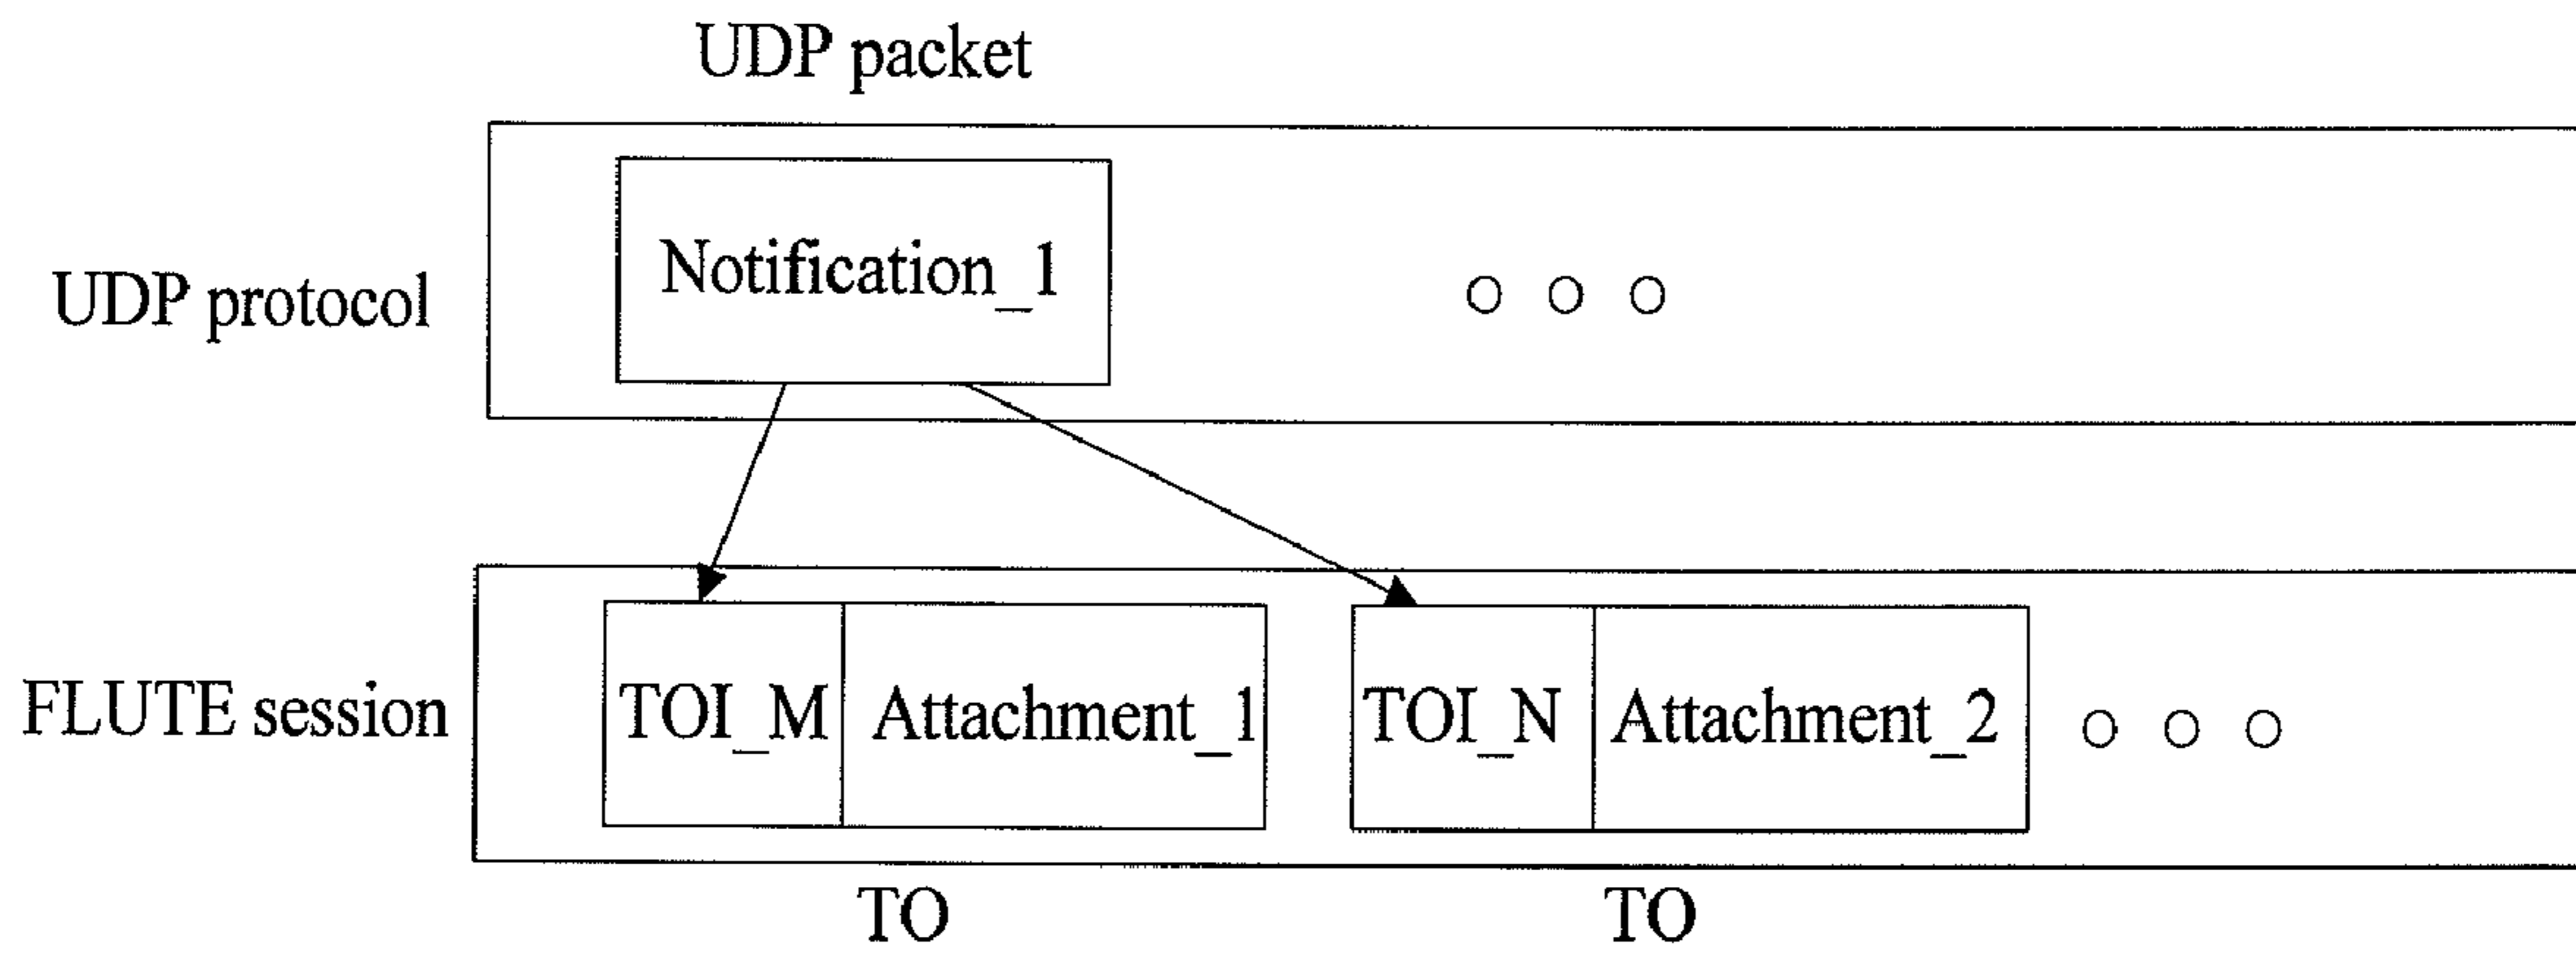 UDP packet
Notification_1
UDP protocol
FLUTE session
TOI_M
Attachment_1
TOI_N
Attachment_2
TO
TO